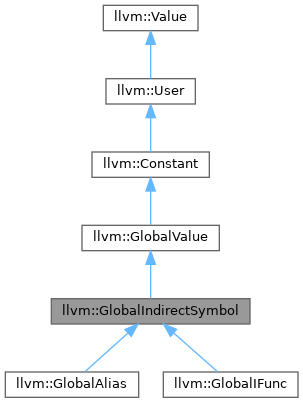 llvm::Value
llvm::User
llvm::Constant
llvm::GlobalValue
llvm::GlobalIndirectSymbol
llvm::GlobalAlias
llvm::GlobalIFunc